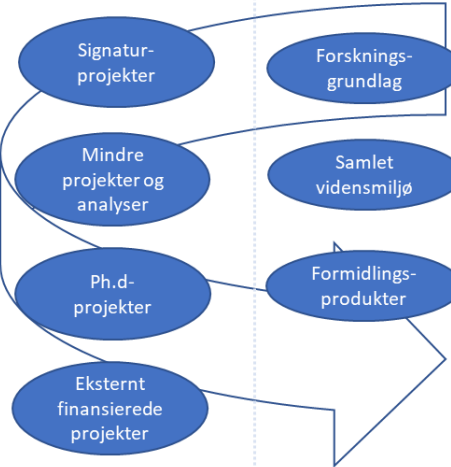 Signatur-
projekter
Mindre
projekter og
analyser
Ph.d-
projekter
Eksternt
finansierede
projekter
Forsknings-
grundlag
Samlet
vidensmiljø
Formidlings-
produkter